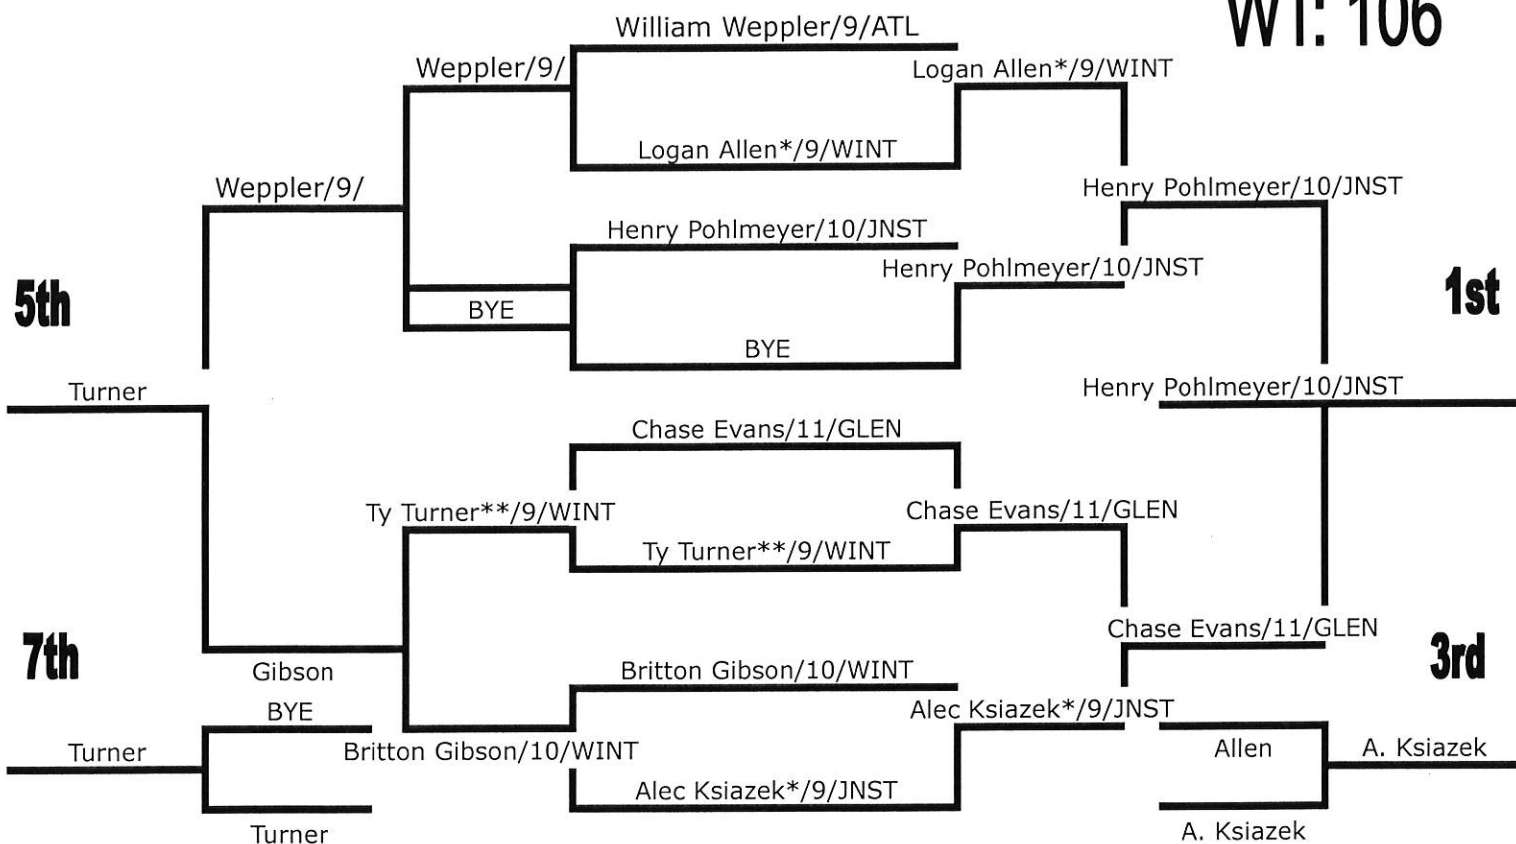 WT: 106
William Weppler/9/ATL
Weppler/9/
Logan Allen*/9/WINT
Logan Allen*/9/WINT
Weppler/9/
Henry Pohlmeyer/10/JNST
Henry Pohlmeyer/10/JNST
Henry Pohlmeyer/10/JNST
5th
BYE
1st
BYE
Turner
Henry Pohlmeyer/10/JNST
Chase Evans/11/GLEN
Ty Turner**/9/WINT
Chase Evans/11/GLEN
Ty Turner**/9/WINT
Chase Evans/11/GLEN
7th
Gibson
Britton Gibson/10/WINT
3rd
BYE
Alec Ksiazek*/9/JNST
Turner
Britton Gibson/10/WINT
Allen
A. Ksiazek
Alec Ksiazek*/9/JNST
Turner
A. Ksiazek